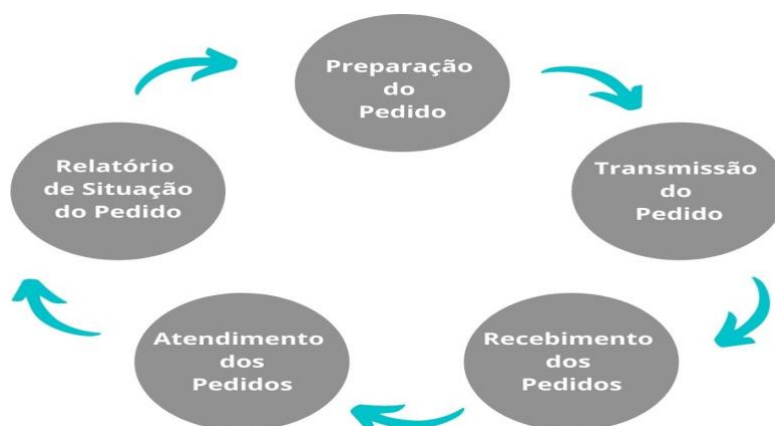 Preparação
do
Pedido
Transmissão
do
Pedido
Recebimento
dos
Pedidos
Atendimento
dos
Pedidos
Relatório
de Situação
do Pedido